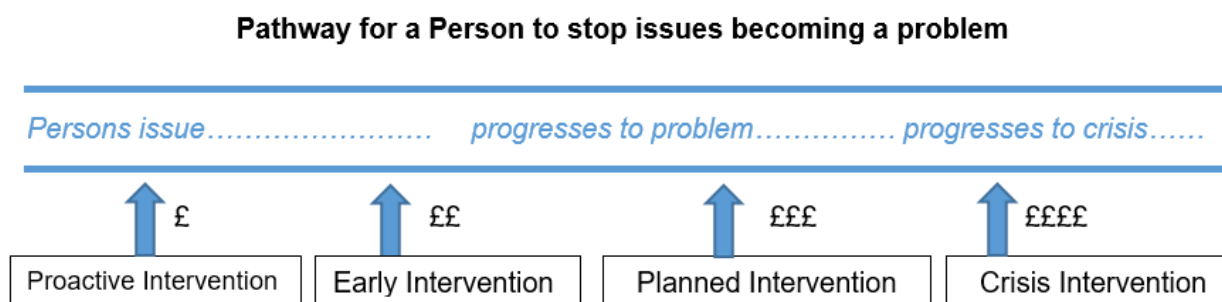 Pathway for a Person to stop issues becoming a problem
Persons issue........................ progresses to problem............... progresses to crisis......
£ ££ £££ ££££
Proactive Intervention Early Intervention Planned Intervention Crisis Intervention